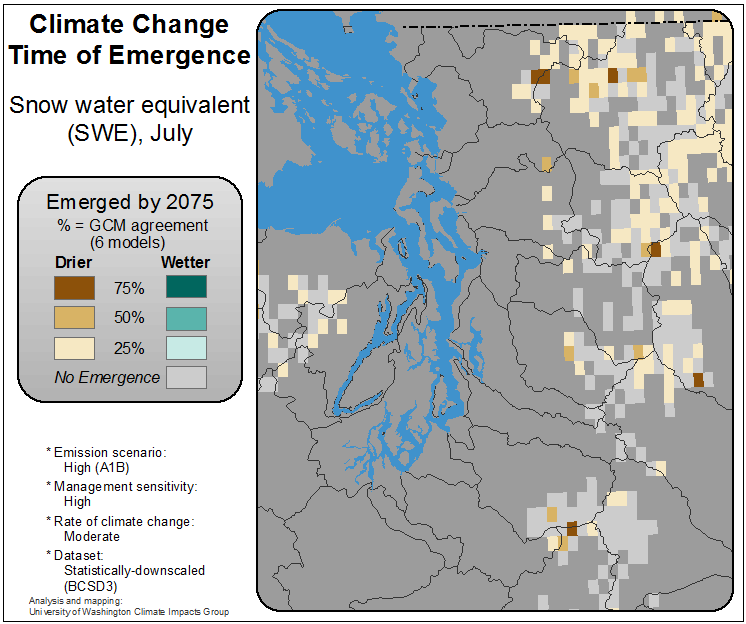 Climate Change
Time of Emergence
Snow water equivalent
(SWE), July
Emerged by 2075
% = GCM agreement
(6 models)
Drier Wetter
75%
50%
25%
No Emergence
* Emission scenario:
High (A1B)
* Management sensitivity:
High
* Rate of climate change:
Moderate
* Dataset:
Statistically-downscaled
(BCSD3)
Analysis and mapping:
University of Washington Climate Impacts Group